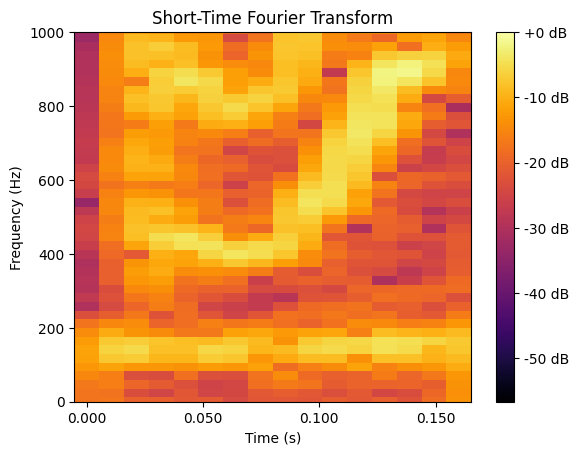 Short-Time Fourier Transform
1000
800
600
400
200
0
Frequency (Hz)
0.000
0.050
0.100
0.150
Time (s)
+0 dB
-10 dB
-20 dB
-30 dB
-40 dB
-50 dB